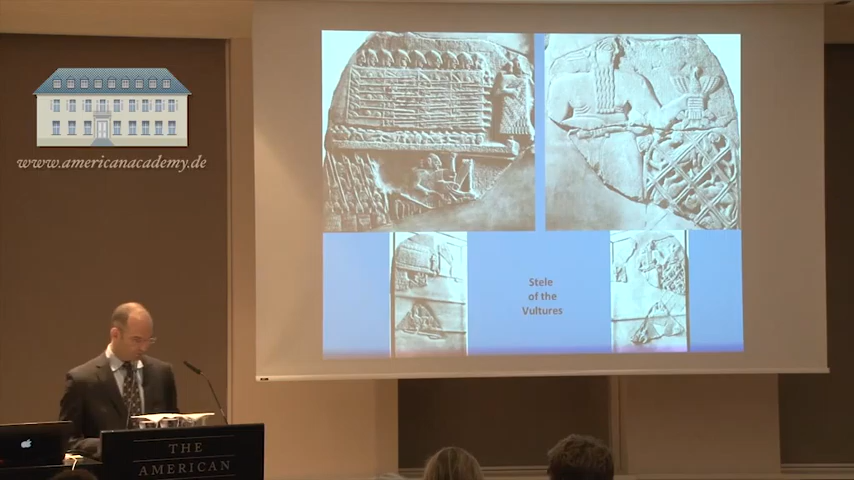 www.americanacademy.de
Stele
of the
Vultures
THE
AMERICAN